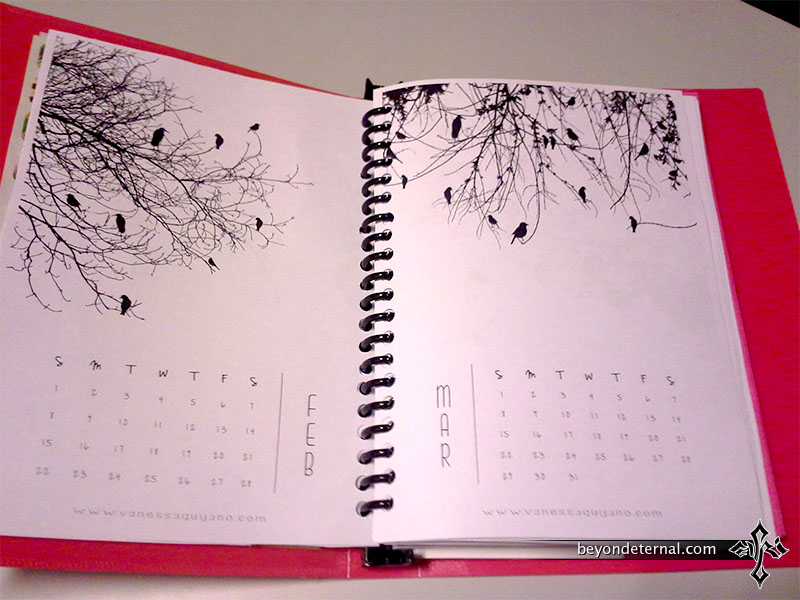 S M T W T F S
1 2 3 4 5 6 7
8 9 10 11 12 13 14
15 16 17 18 19 20 21
22 23 24 25 26 27 28
FEB
www.vanessaquijano.com
MAR
S M T W T F S
1 2 3 4 5 6 7
8 9 10 11 12 13 14
15 16 17 18 19 20 21
22 23 24 25 26 27 28
29 30 31
www.vanessaquijano.com
beyondeternal.com